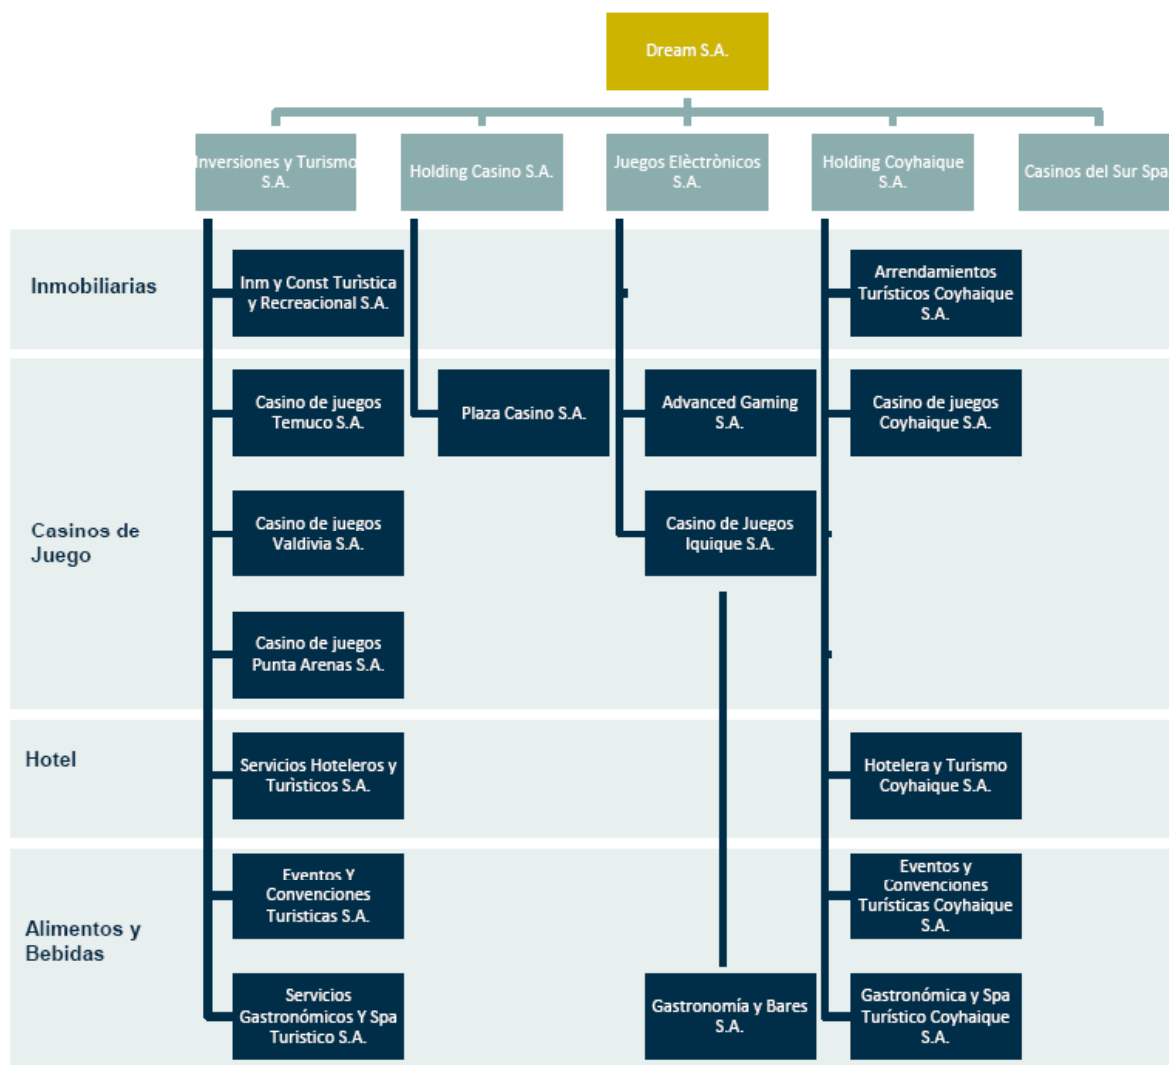 Dream S.A.
Inversiones y Turismo
S.A.
Holding Casino S.A.
Juegos Elèctrònicos
S.A.
Holding Coyhaique
S.A.
Casinos del Sur Spa
Inmobiliarias
Inm y Const Turìstica
y Recreacional S.A.
Arrendamientos
Turísticos Coyhaique
S.A.
Casinos de
Juego
Casino de juegos
Temuco S.A.
Plaza Casino S.A.
Advanced Gaming
S.A.
Casino de juegos
Coyhaique S.A.
Casino de juegos
Valdivia S.A.
Casino de Juegos
Iquique S.A.
Casino de juegos
Punta Arenas S.A.
Hotel
Servicios Hoteleros y
Turìsticos S.A.
Hotelera y Turismo
Coyhaique S.A.
Alimentos y
Bebidas
Eventos Y
Convenciones
Turisticas S.A.
Eventos y
Convenciones
Turísticas Coyhaique
S.A.
Servicios
Gastronómicos Y Spa
Turistico S.A.
Gastronomía y Bares
S.A.
Gastronómica y Spa
Turístico Coyhaique
S.A.